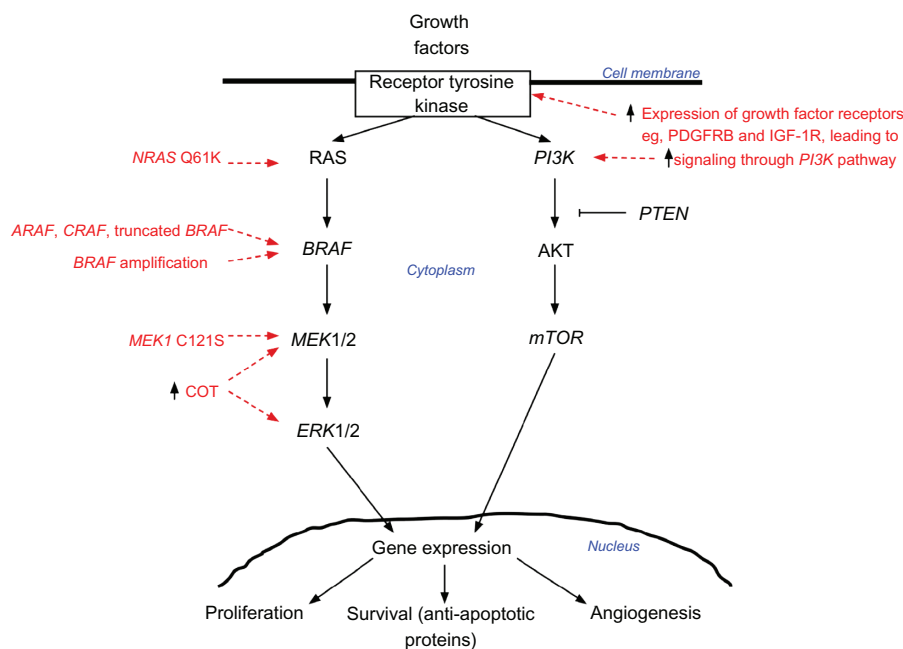 Growth
factors
Cell membrane
Receptor tyrosine
kinase
Expression of growth factor receptors
eg, PDGFRB and IGF-1R, leading to
signaling through PI3K pathway
NRAS Q61K
RAS
PI3K
PTEN
ARAF, CRAF, truncated BRAF
BRAF amplification
BRAF
Cytoplasm
AKT
MEK1 C121S
MEK1/2
mTOR
COT
ERK1/2
Gene expression
Nucleus
Proliferation
Survival (anti-apoptotic
proteins)
Angiogenesis